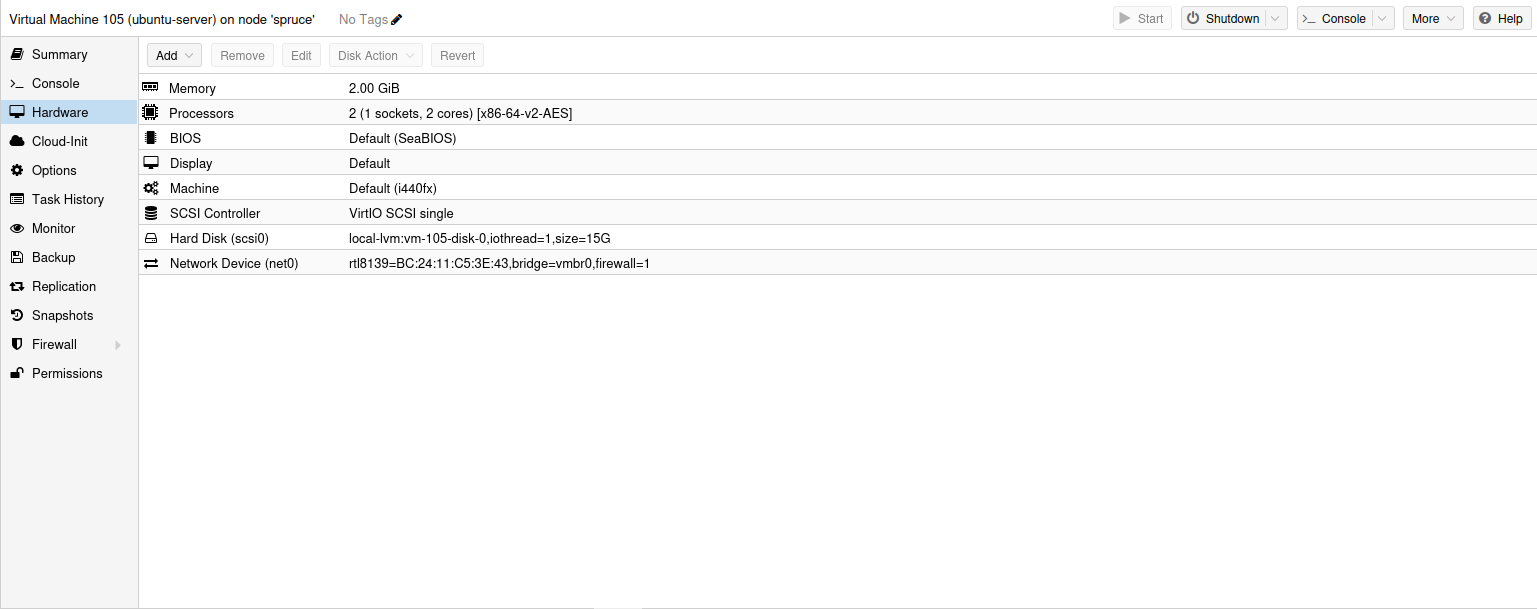 Virtual Machine 105 (ubuntu-server) on node 'spruce' No Tags Start Shutdown Console More Help
Summary
Console
Hardware
Cloud-Init
Options
Task History
Monitor
Backup
Replication
Snapshots
Firewall
Permissions
Add Remove Edit Disk Action Revert
Memory 2.00 GiB
Processors 2 (1 sockets, 2 cores) [x86-64-v2-AES]
BIOS Default (SeaBIOS)
Display Default
Machine Default (i440fx)
SCSI Controller VirtIO SCSI single
Hard Disk (scsi0) local-lvm:vm-105-disk-0,iothread=1,size=15G
Network Device (net0) rtl8139=BC:24:11:C5:3E:43,bridge=vmbr0,firewall=1